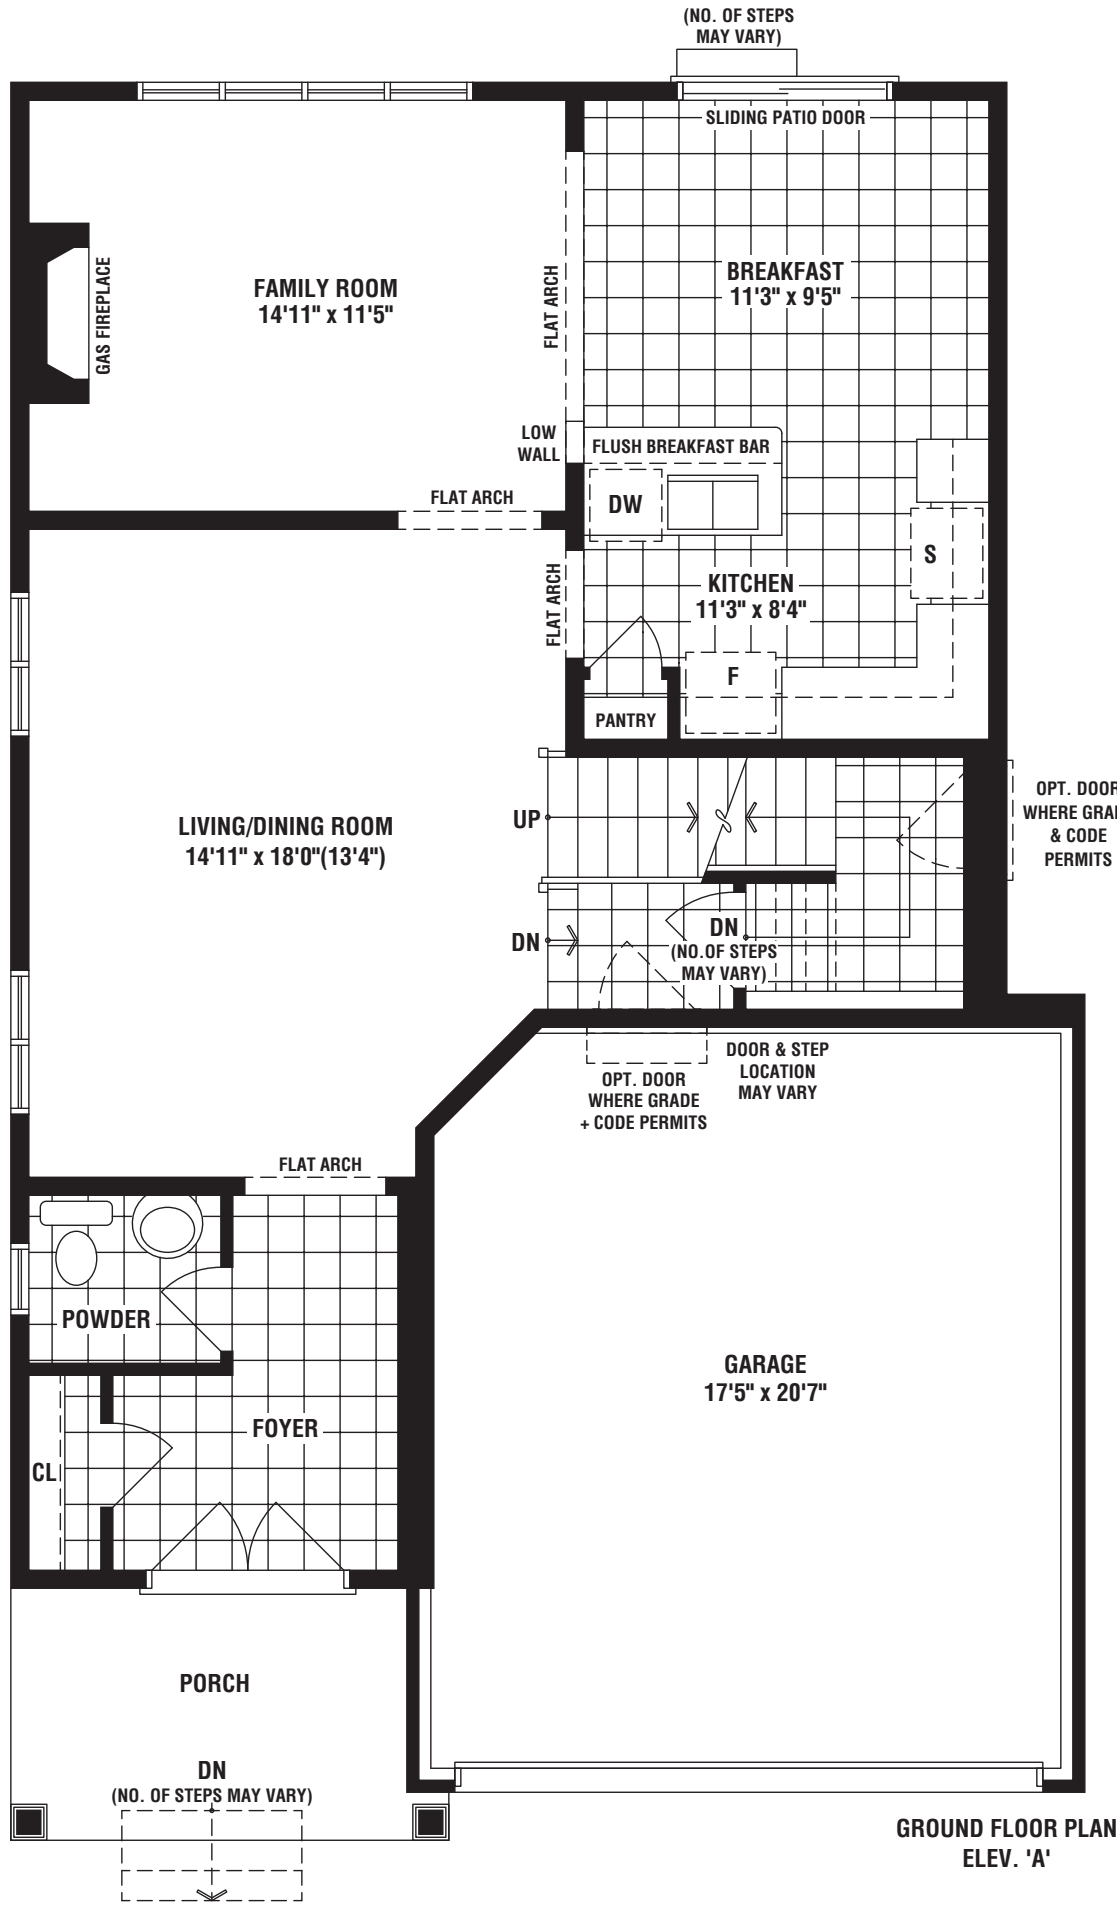 (NO. OF STEPS
MAY VARY)
SLIDING PATIO DOOR
FAMILY ROOM
14'11" x 11'5"
GAS FIREPLACE
FLAT ARCH
BREAKFAST
11'3" x 9'5"
LOW
WALL
FLUSH BREAKFAST BAR
FLAT ARCH
DW
S
KITCHEN
11'3" x 8'4"
FLAT ARCH
F
PANTRY
UP
LIVING/DINING ROOM
14'11" x 18'0"(13'4")
OPT. DOOR
WHERE
& CODE
PERMITS
DN
DN
(NO.OF STEPS
MAY VARY)
DOOR & STEP
LOCATION
MAY VARY
OPT. DOOR
WHERE GRADE
+ CODE PERMITS
FLAT ARCH
POWDER
GARAGE
17'5" x 20'7"
FOYER
CL
PORCH
DN
(NO. OF STEPS MAY VARY)
GROUND FLOOR PLAN
ELEV. 'A'